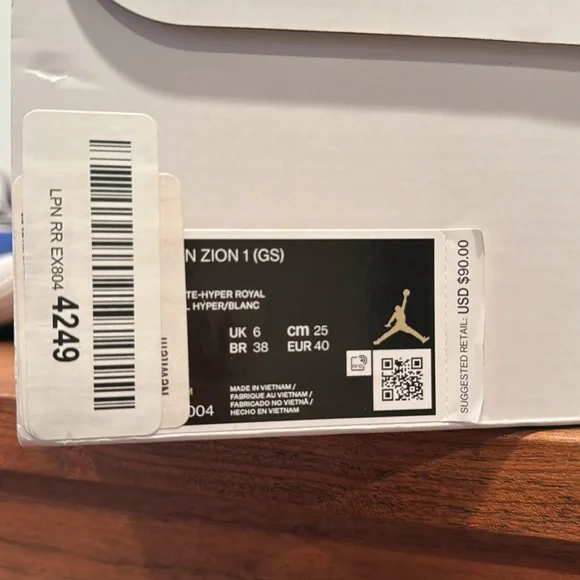 LPN RR EX804
4249
NewItem
N ZION 1 (GS)
TE-HYPER ROYAL
L HYPER/BLANC
UK 6 cm 25
BR 38 EUR 40
MADE IN VIETNAM /
FABRIQUE AU VIETNAM /
FABRICADO NO VIETNÃ /
HECHO EN VIETNAM
004
RFID
SUGGESTED RETAIL: USD $90.00